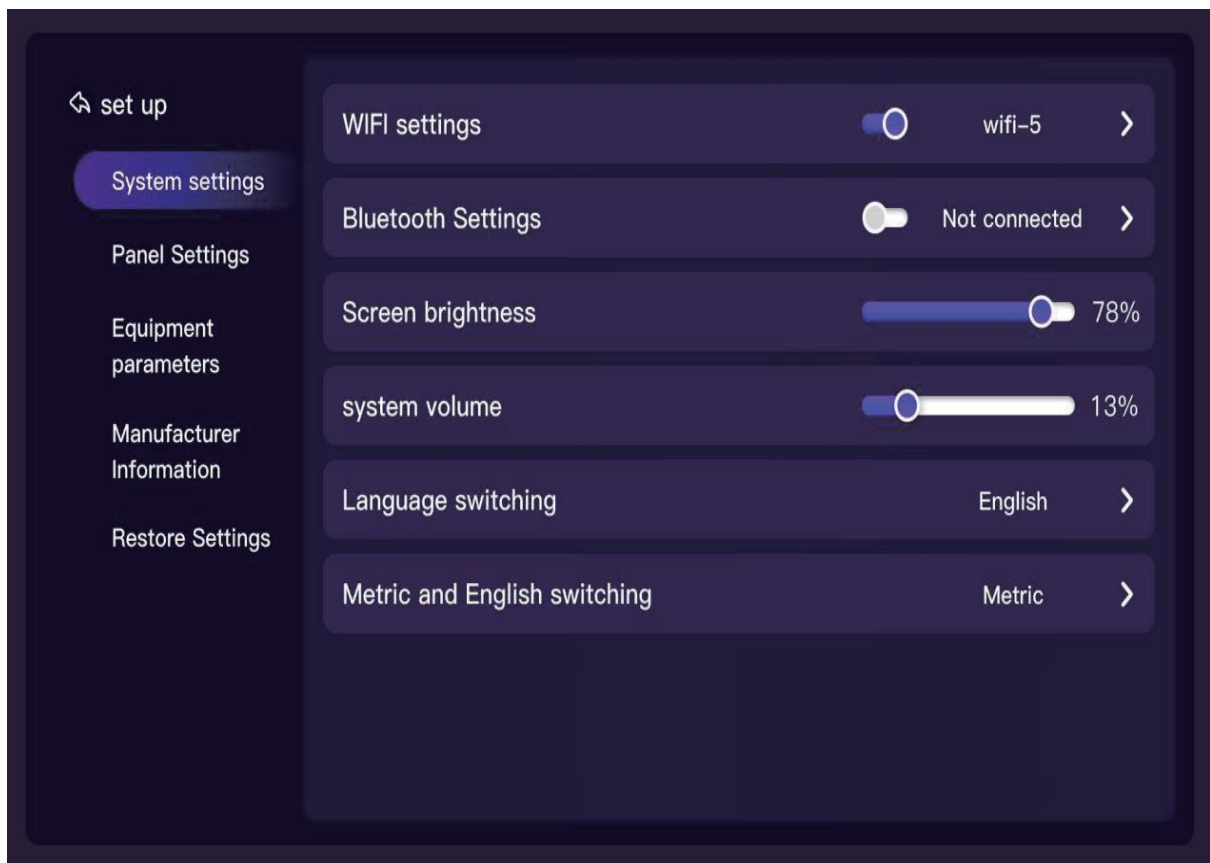 set up
System settings
Panel Settings
Equipment
parameters
Manufacturer
Information
Restore Settings
WIFI settings wifi-5
Bluetooth Settings Not connected
Screen brightness 78%
system volume 13%
Language switching English
Metric and English switching Metric